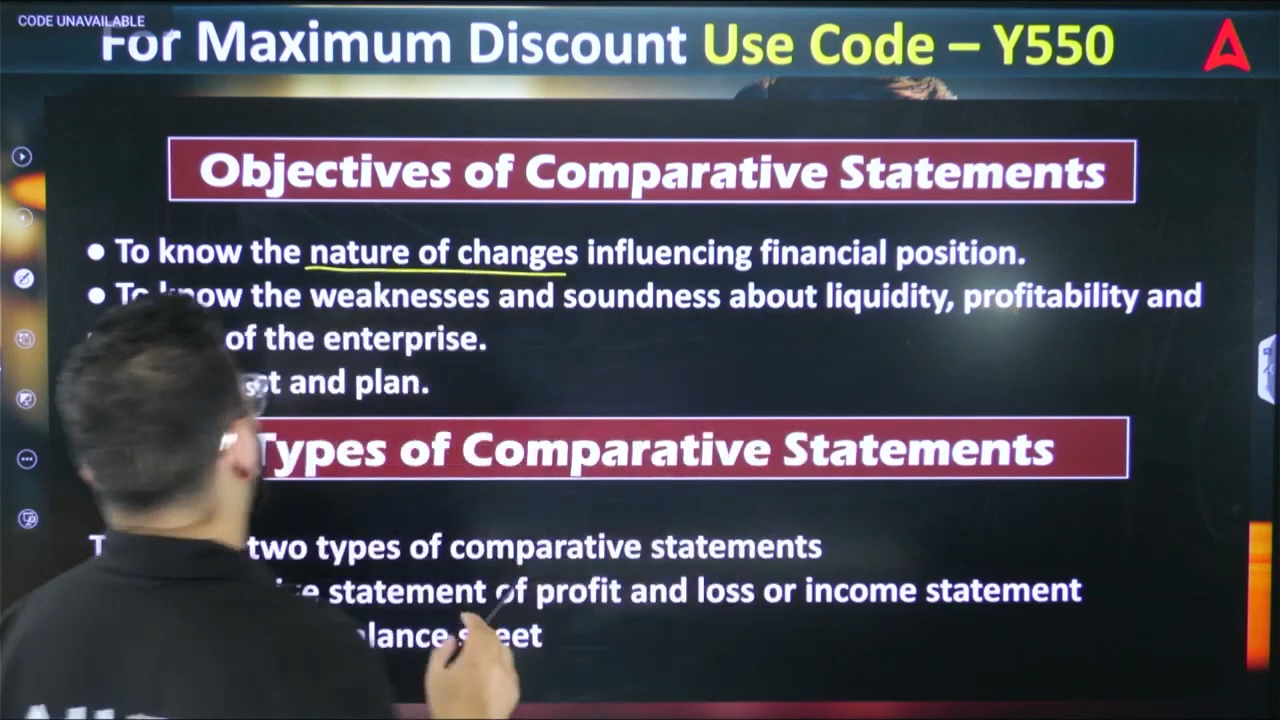 CODE UNAVAILABLE
For Maximum Discount Use Code – Y550
Objectives of Comparative Statements
● To know the nature of changes influencing financial position.
● To know the weaknesses and soundness about liquidity, profitability and
of the enterprise.
and plan.
Types of Comparative Statements
two types of comparative statements
statement of profit and loss or income statement
sheet